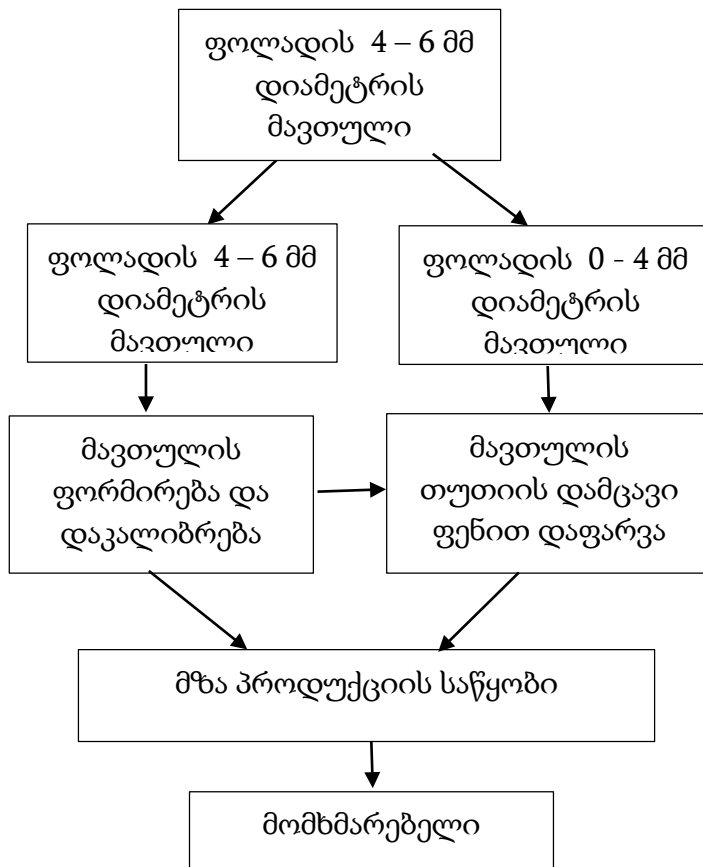 ფოლადის 4 – 6 მმ
დიამეტრის
მავთული
ფოლადის 4 – 6 მმ
დიამეტრის
მავთული
ფოლადის 0 - 4 მმ
დიამეტრის
მავთული
მავთულის
ფორმირება და
დაკალიბრება
მავთულის
თუთიის დამცავი
ფენით დაფარვა
მზა პროდუქციის საწყობი
მომხმარებელი